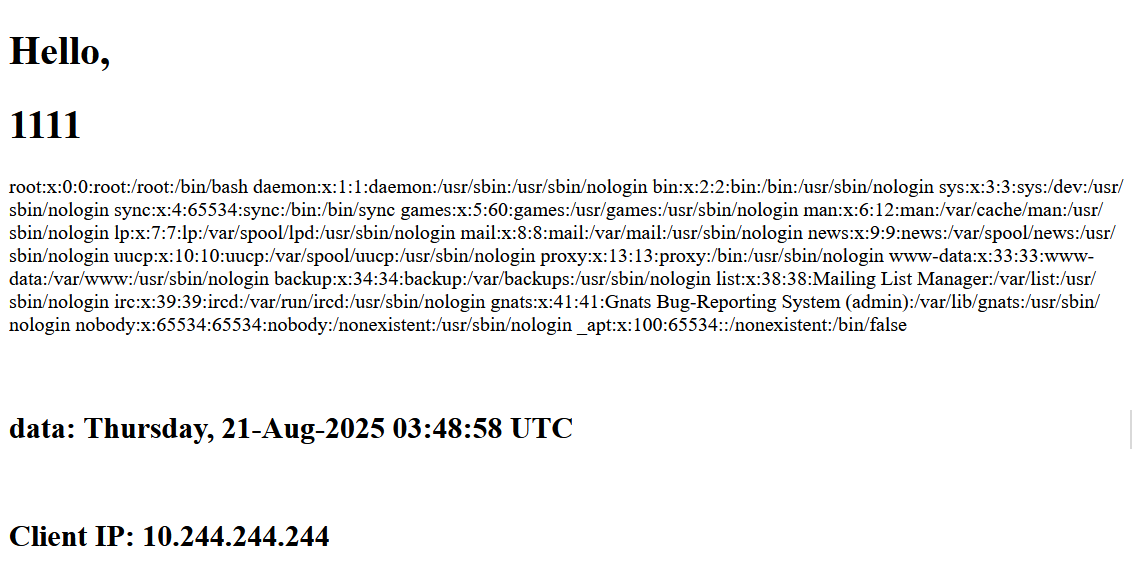 Hello,
1111
root:x:0:0:root:/root:/bin/bash daemon:x:1:1:daemon:/usr/sbin:/usr/sbin/nologin bin:x:2:2:bin:/bin:/usr/sbin/nologin sys:x:3:3:sys:/dev:/usr/
sbin/nologin sync:x:4:65534:sync:/bin:/bin/sync games:x:5:60:games:/usr/games:/usr/sbin/nologin man:x:6:12:man:/var/cache/man:/usr/
sbin/nologin lp:x:7:7:lp:/var/spool/lpd:/usr/sbin/nologin mail:x:8:8:mail:/var/mail:/usr/sbin/nologin news:x:9:9:news:/var/spool/news:/usr/
sbin/nologin uucp:x:10:10:uucp:/var/spool/uucp:/usr/sbin/nologin proxy:x:13:13:proxy:/bin:/usr/sbin/nologin www-data:x:33:33:www-
data:/var/www:/usr/sbin/nologin backup:x:34:34:backup:/var/backups:/usr/sbin/nologin list:x:38:38:Mailing List Manager:/var/list:/usr/
sbin/nologin irc:x:39:39:ircd:/var/run/ircd:/usr/sbin/nologin gnats:x:41:41:Gnats Bug-Reporting System (admin):/var/lib/gnats:/usr/sbin/
nologin nobody:x:65534:65534:nobody:/nonexistent:/usr/sbin/nologin _apt:x:100:65534::/nonexistent:/bin/false
data: Thursday, 21-Aug-2025 03:48:58 UTC
Client IP: 10.244.244.244